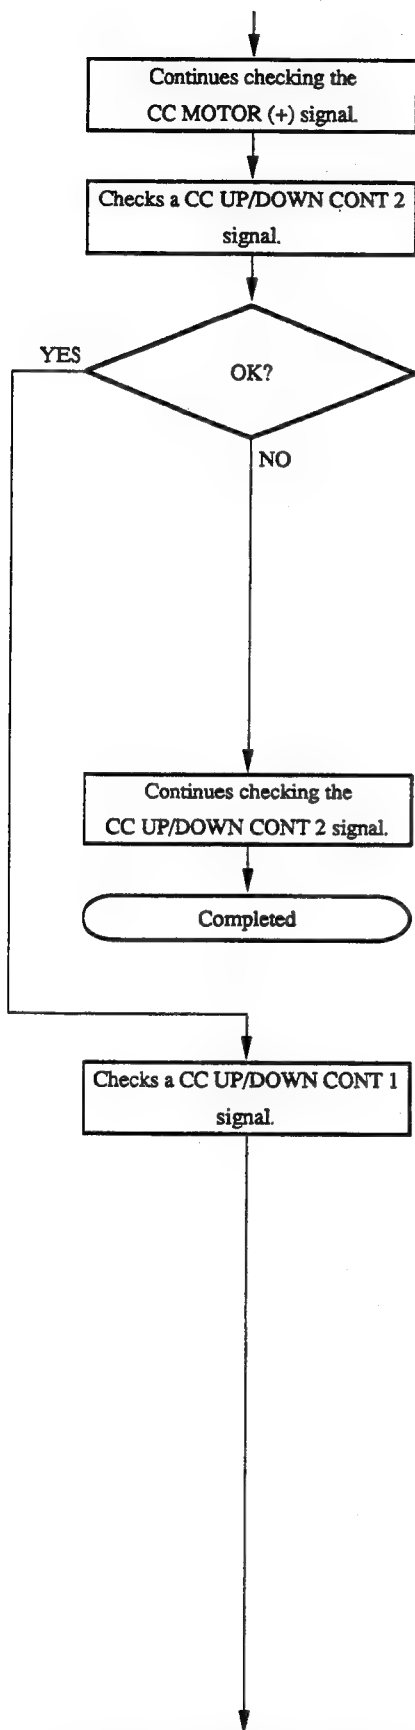 Continues checking the
CC MOTOR (+) signal.
Checks a CC UP/DOWN CONT 2
signal.
YES
OK?
NO
Continues checking the
CC UP/DOWN CONT 2 signal.
Completed
Checks a CC UP/DOWN CONT 1
signal.